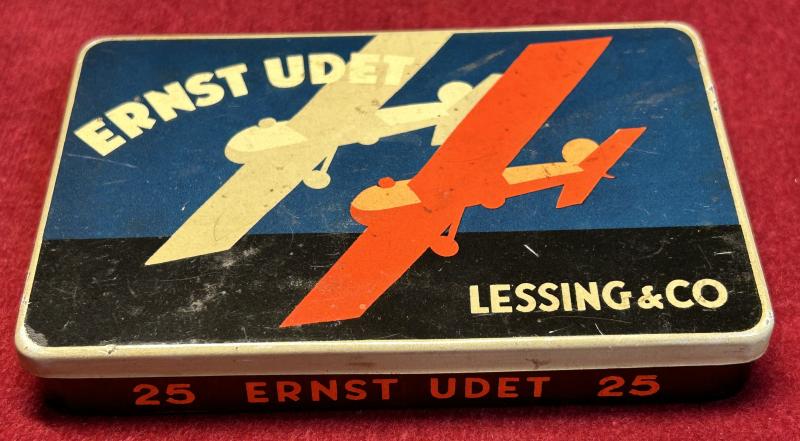 ERNST UDET
LESSING & CO
25 ERNST UDET 25